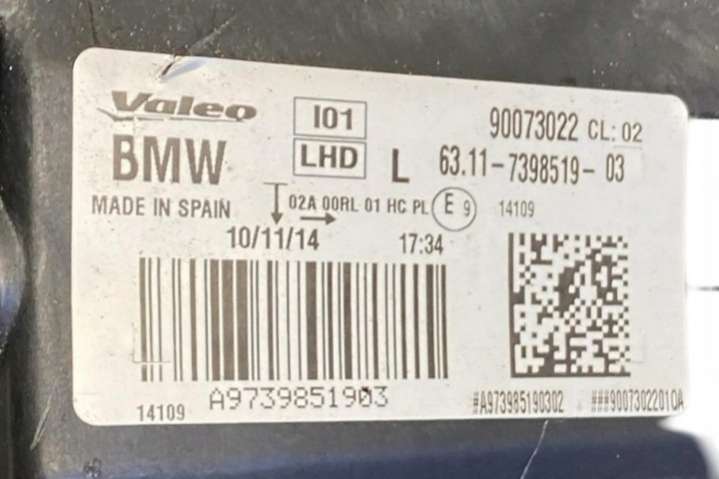 Valeo I01 90073022 CL: 02
BMW LHD L 63.11-7398519-03
MADE IN SPAIN 02A 00RL 01 HC PL E 9 14109
10/11/14 17:34
A9739851903
14109 #A973985190302 ###9007302201QA